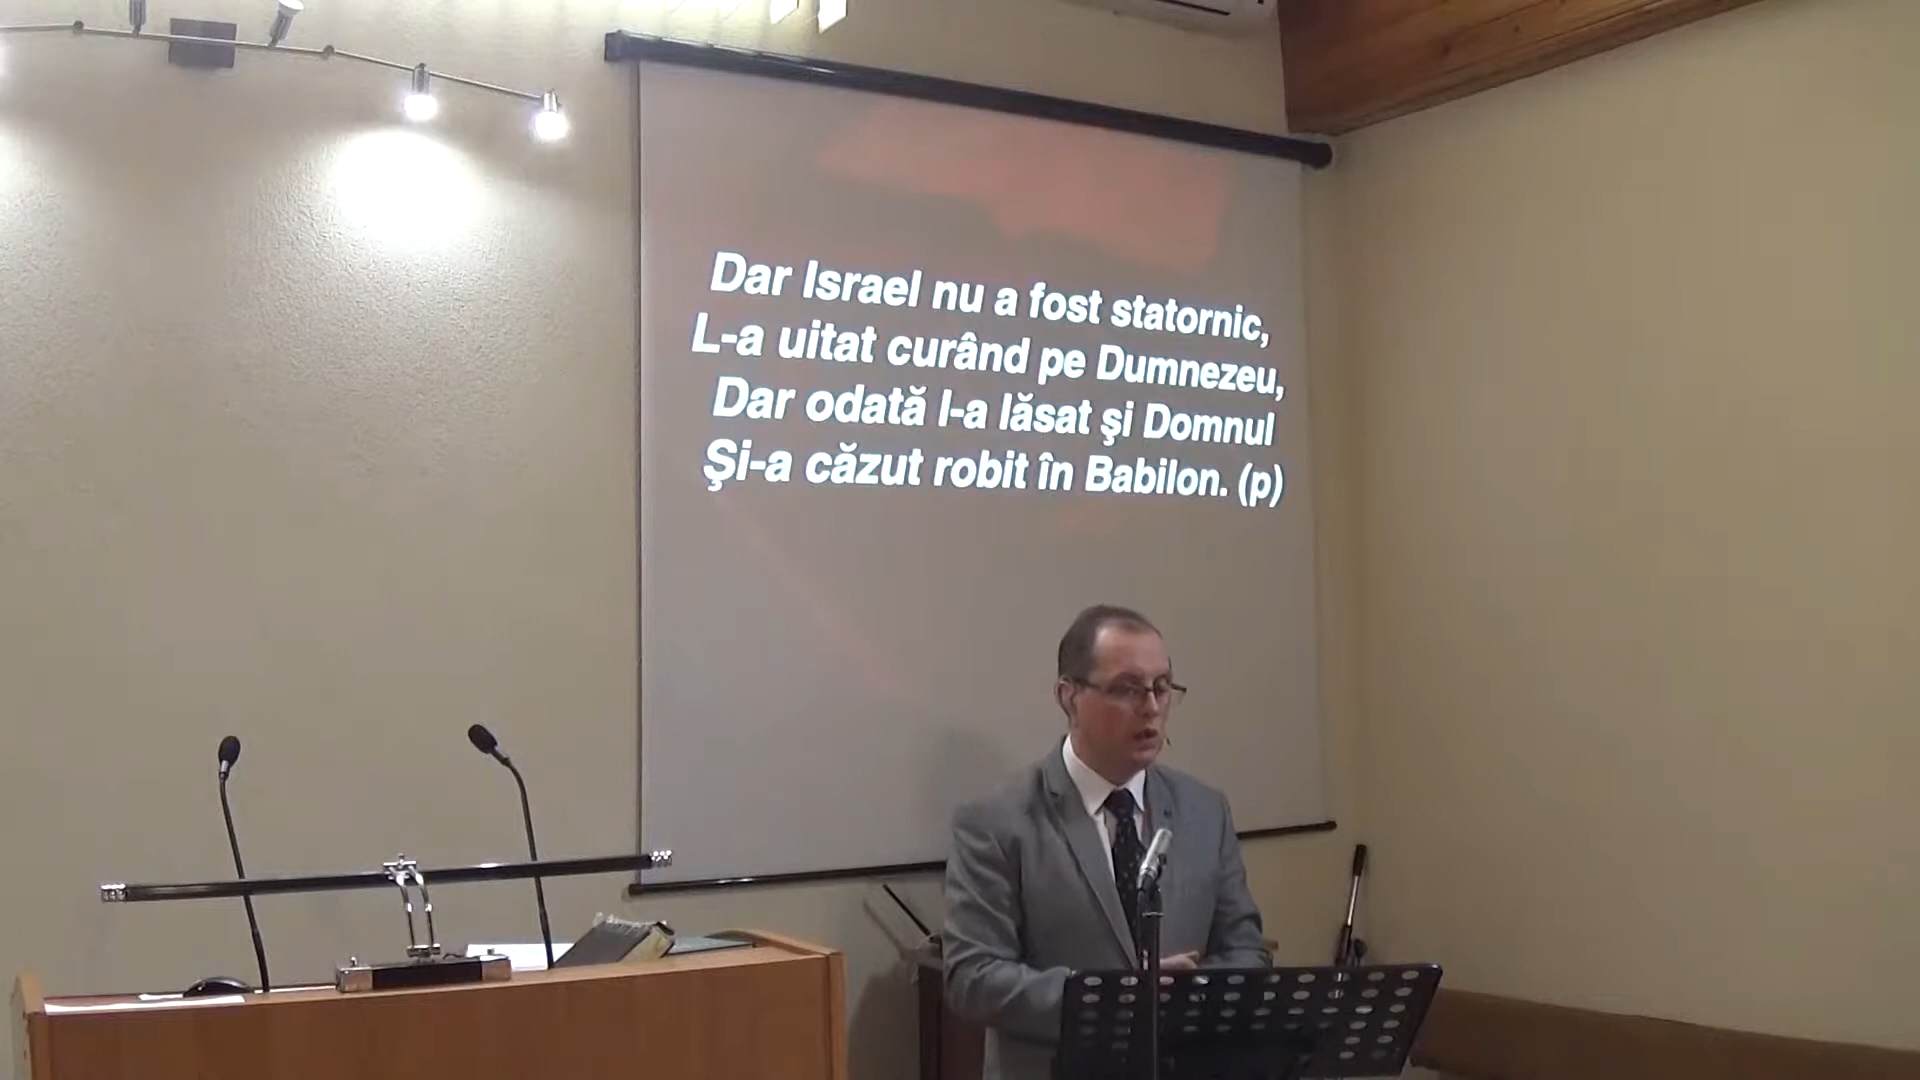 Dar Israel nu a fost statornic,
L-a uitat curând pe Dumnezeu,
Dar odată l-a lăsat şi Domnul
Şi-a căzut robit în Babilon. (p)